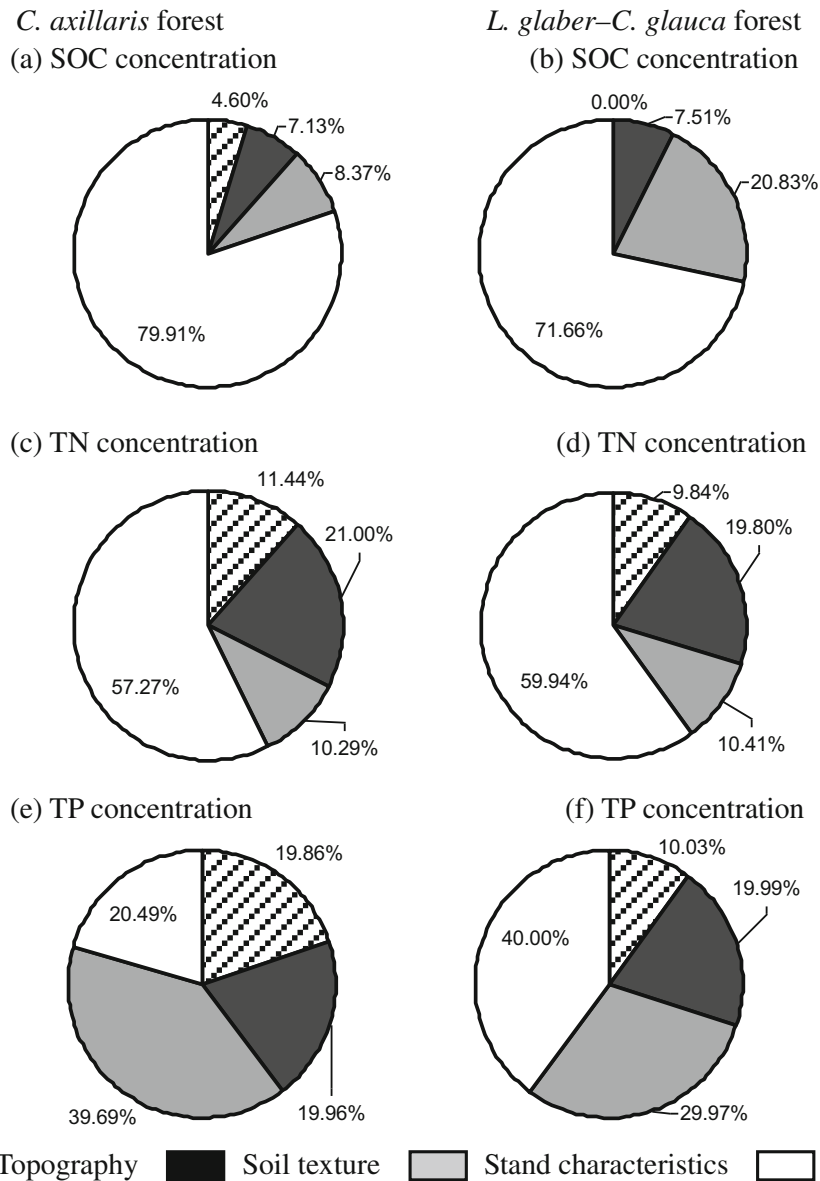 C. axillaris forest
L. glaber–C. glauca forest
(a) SOC concentration
(b) SOC concentration
4.60%
7.13%
8.37%
79.91%
0.00%
7.51%
20.83%
71.66%
(c) TN concentration
(d) TN concentration
11.44%
21.00%
10.29%
57.27%
9.84%
19.80%
10.41%
59.94%
(e) TP concentration
(f) TP concentration
19.86%
19.96%
39.69%
20.49%
10.03%
19.99%
29.97%
40.00%
Topography Soil texture Stand characteristics